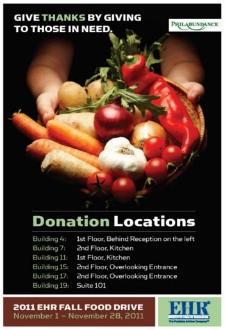 GIVE THANKS BY GIVING
TO THOSE IN NEED.
PHILABUNDANCE
Donation Locations
Building 4: 1st Floor, Behind Reception on the left
Building 7: 2nd Floor, Kitchen
Building 11: 1st Floor, Kitchen
Building 15: 2nd Floor, Overlooking Entrance
Building 17: 2nd Floor, Overlooking Entrance
Building 19: Suite 101
2011 EHR FALL FOOD DRIVE
November 1 – November 28, 2011
EHR